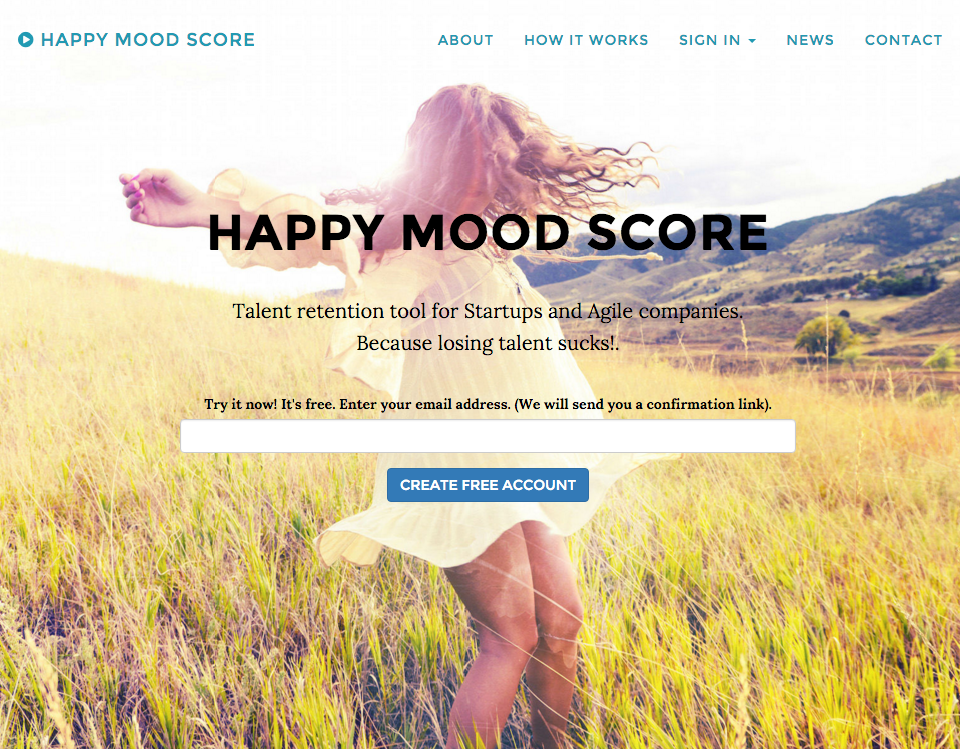 HAPPY MOOD SCORE
ABOUT
HOW IT WORKS
SIGN IN
NEWS
CONTACT
HAPPY MOOD SCORE
Talent retention tool for Startups and Agile companies.
Because losing talent sucks!.
Try it now! It's free. Enter your email address. (We will send you a confirmation link).
CREATE FREE ACCOUNT